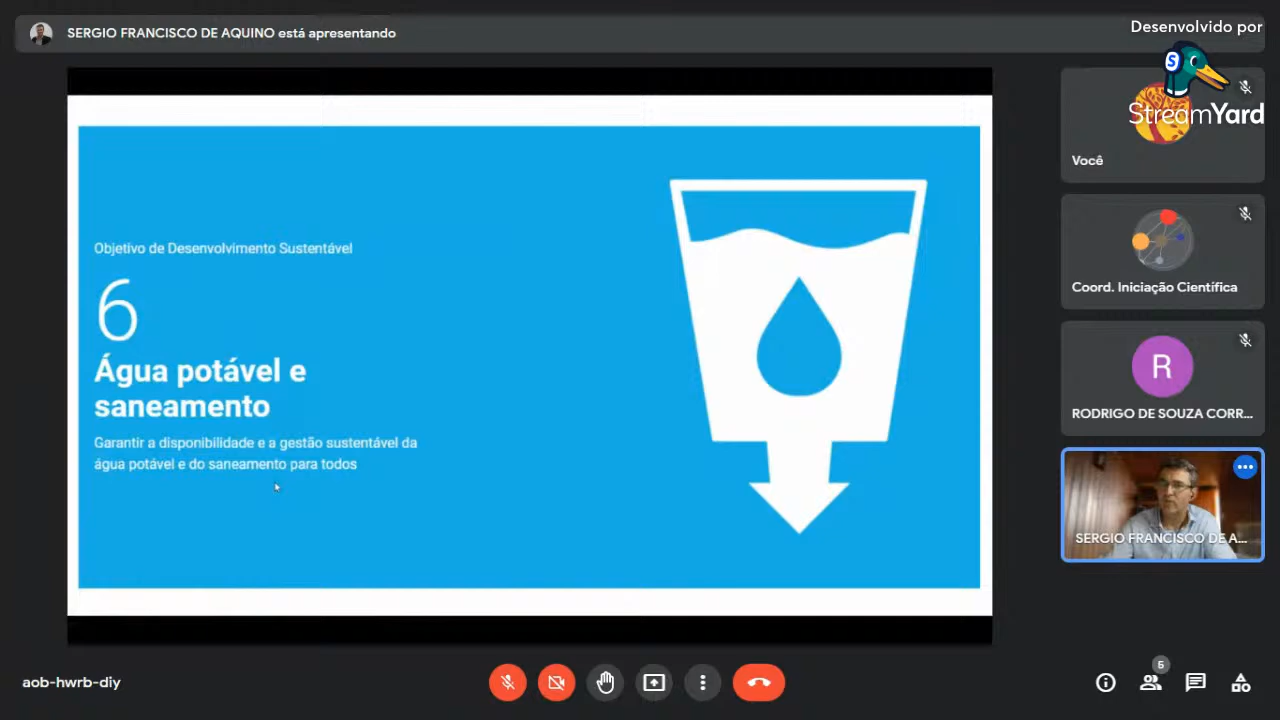 SERGIO FRANCISCO DE AQUINO está apresentando
Desenvolvido por
S
StreamYard
Você
Objetivo de Desenvolvimento Sustentável
6
Água potável e
saneamento
Garantir a disponibilidade e a gestão sustentável da
água potável e do saneamento para todos
Coord. Iniciação Científica
R
RODRIGO DE SOUZA CORR...
SERGIO FRANCISCO DE A...
aob-hwrb-diy
5